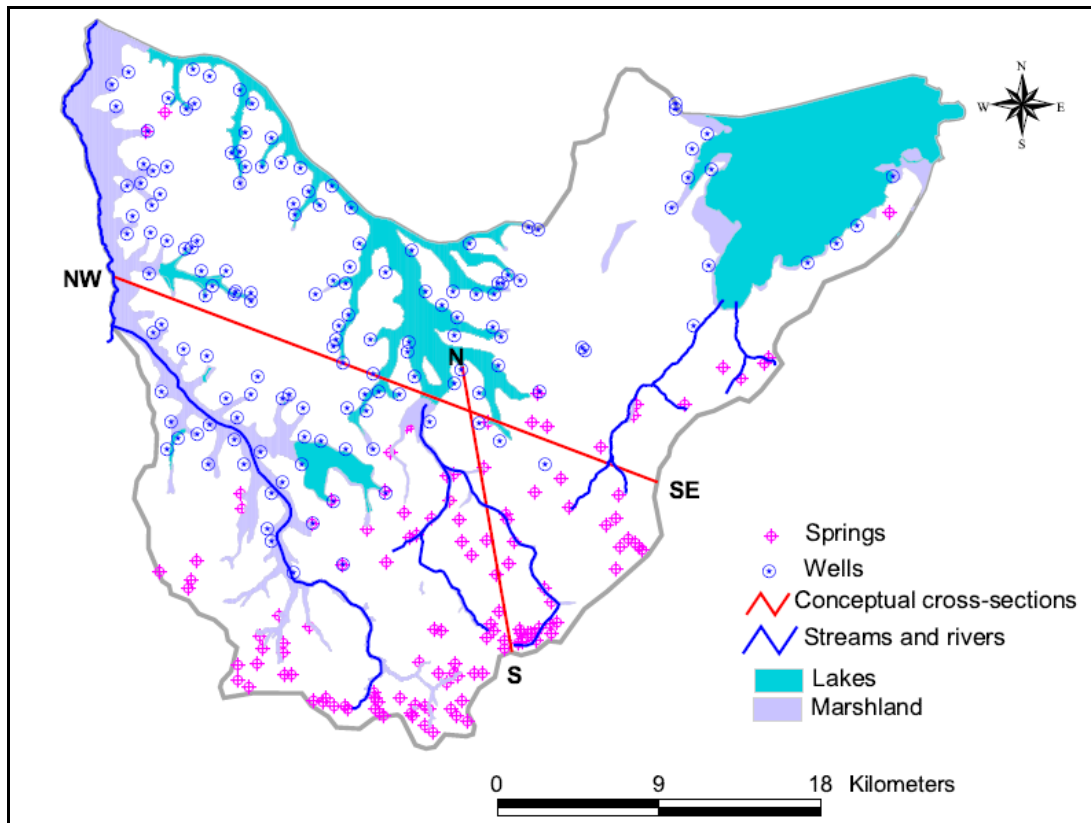 N
W E
S
NW
N
SE
S
Springs
Wells
Conceptual cross-sections
Streams and rivers
Lakes
Marshland
0 9 18 Kilometers